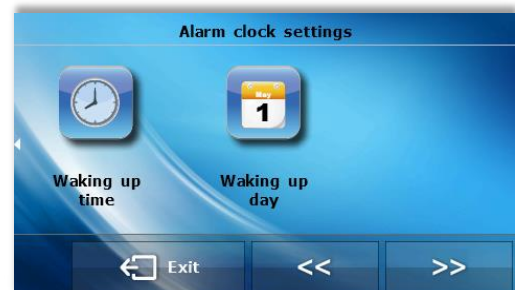 Alarm clock settings
May
1
Waking up
time
Waking up
day
Exit
<<
>>